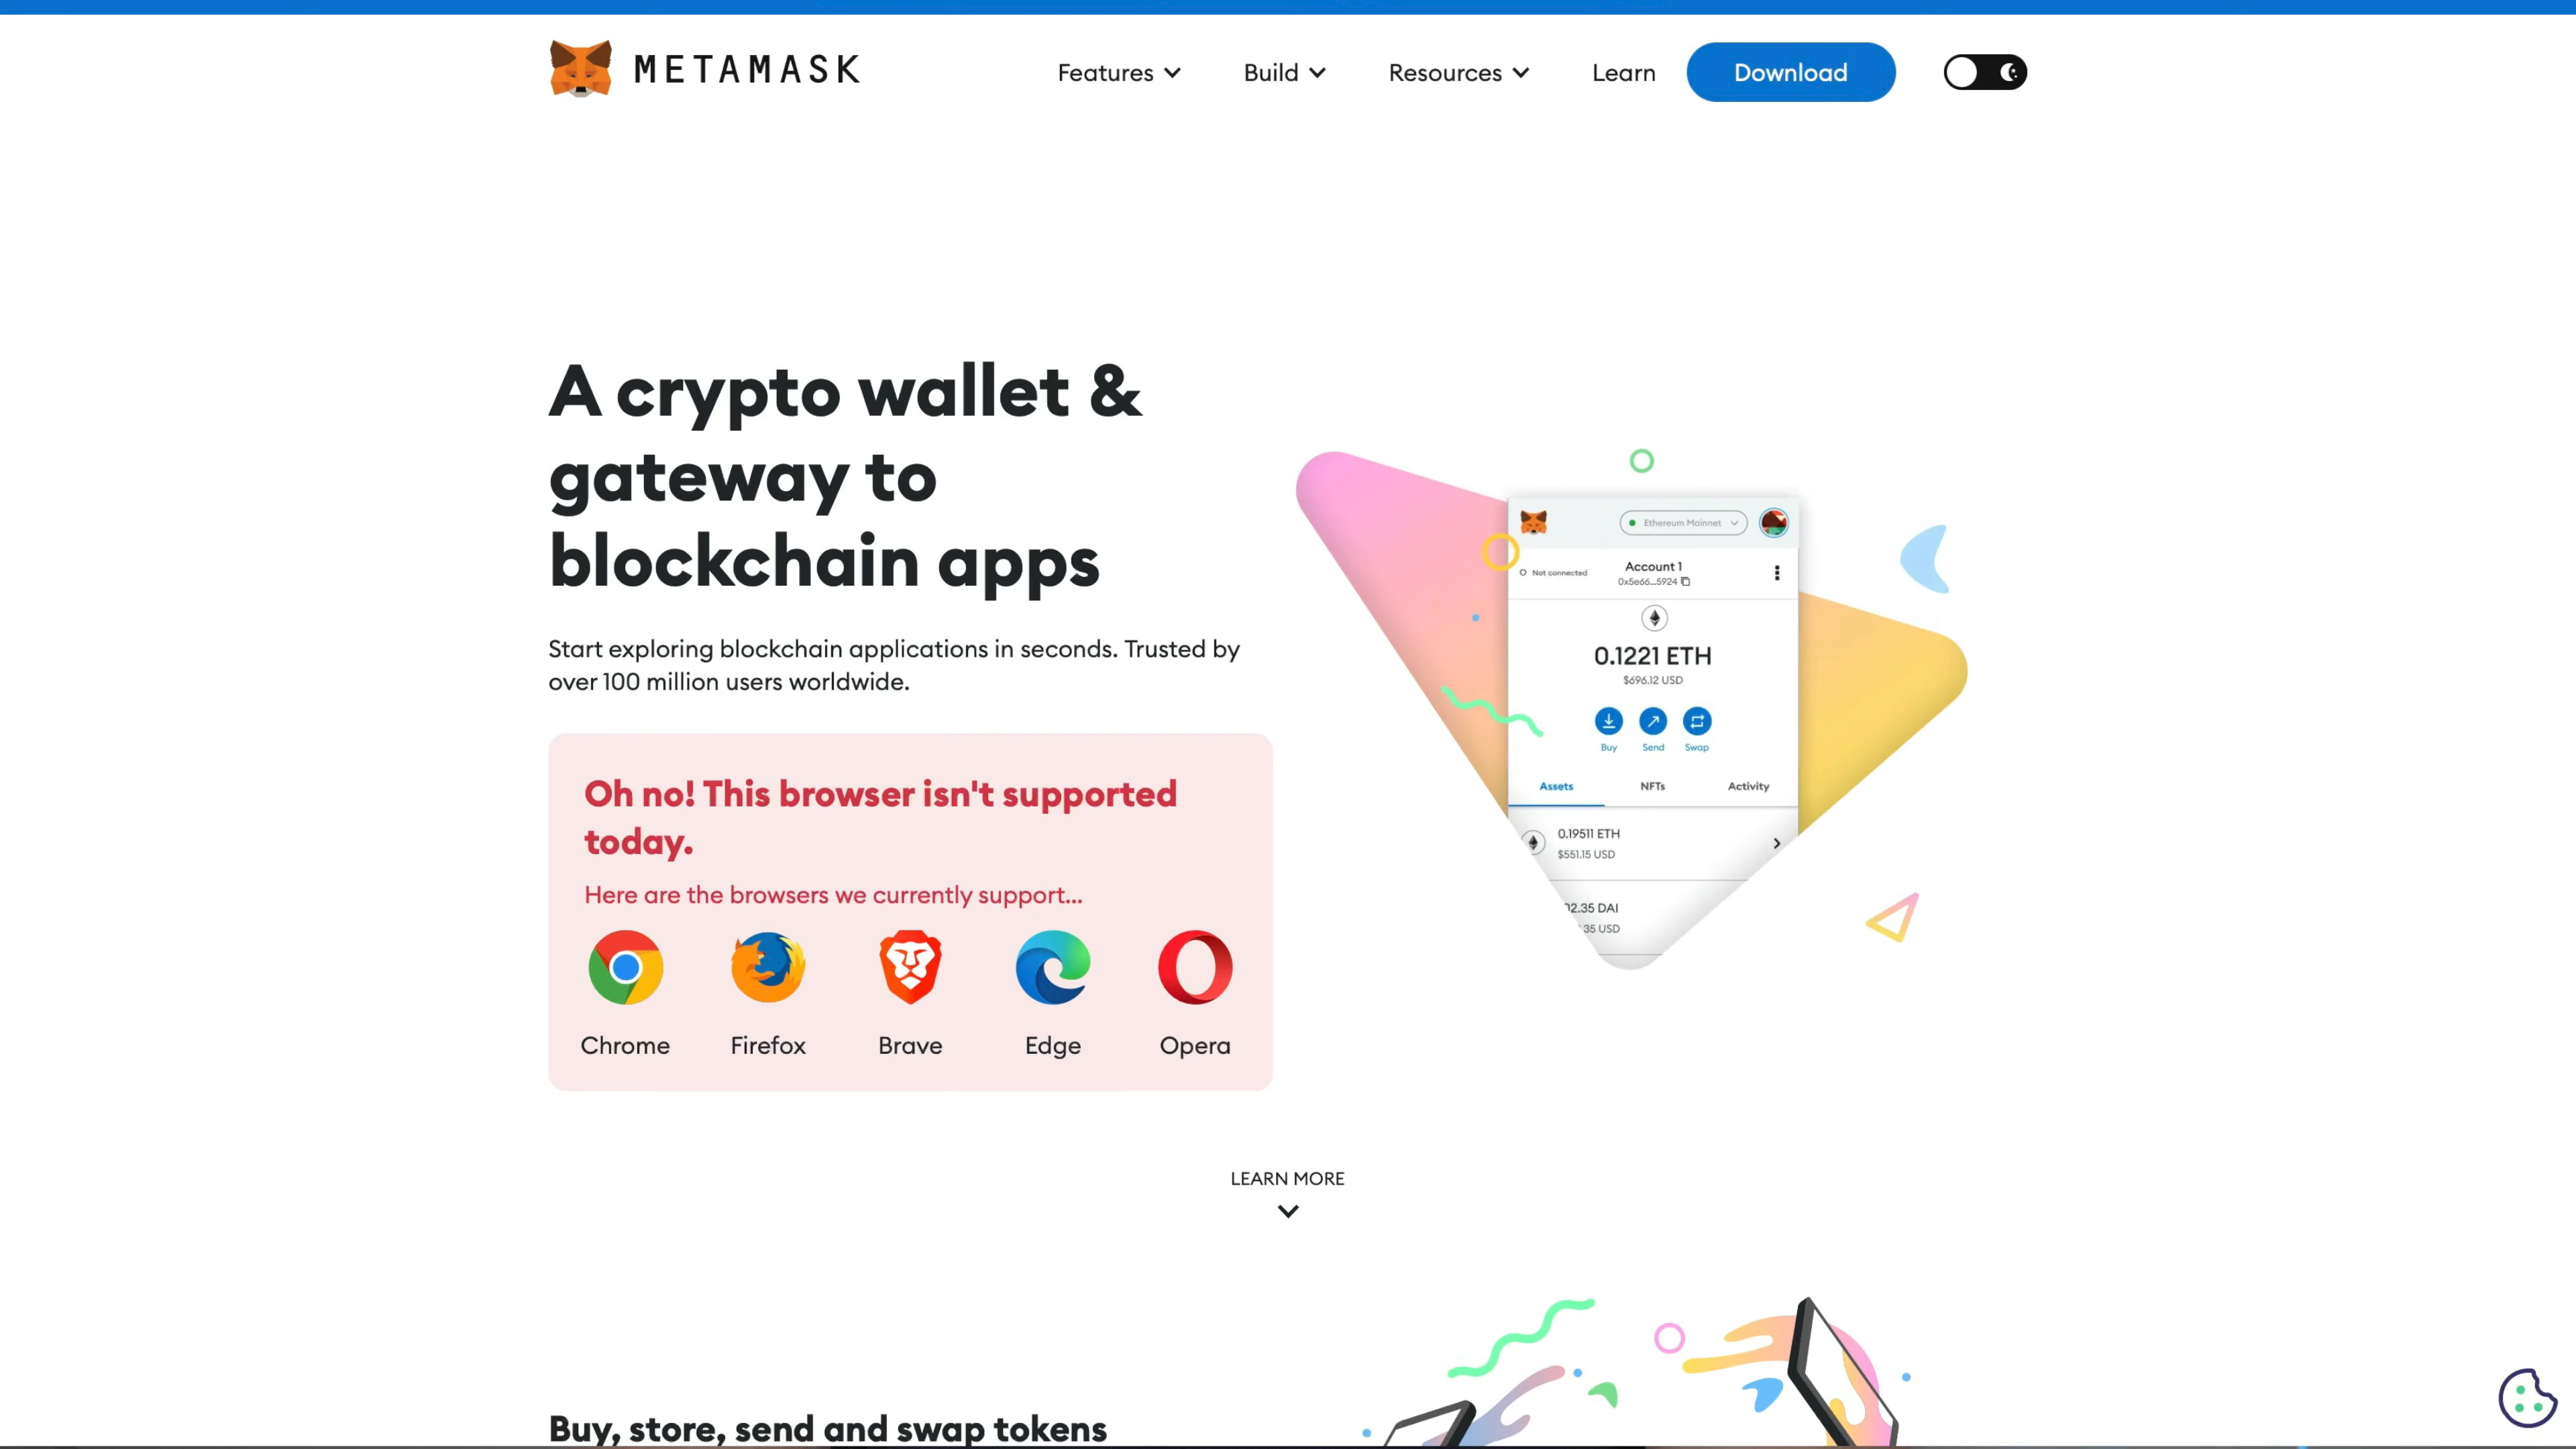 METAMASK
Features
Build
Resources
Learn
Download
A crypto wallet &
gateway to
blockchain apps
Start exploring blockchain applications in seconds. Trusted by
over 100 million users worldwide.
Oh no! This browser isn't supported
today.
Here are the browsers we currently support...
Chrome
Firefox
Brave
Edge
Opera
Ethereum Mainnet
Not connected
Account 1
0x5e66...5924
0.1221 ETH
$696.12 USD
Buy
Send
Swap
Assets
NFTs
Activity
0.19511 ETH
$551.15 USD
02.35 DAI
35 USD
LEARN MORE
Buy, store, send and swap tokens